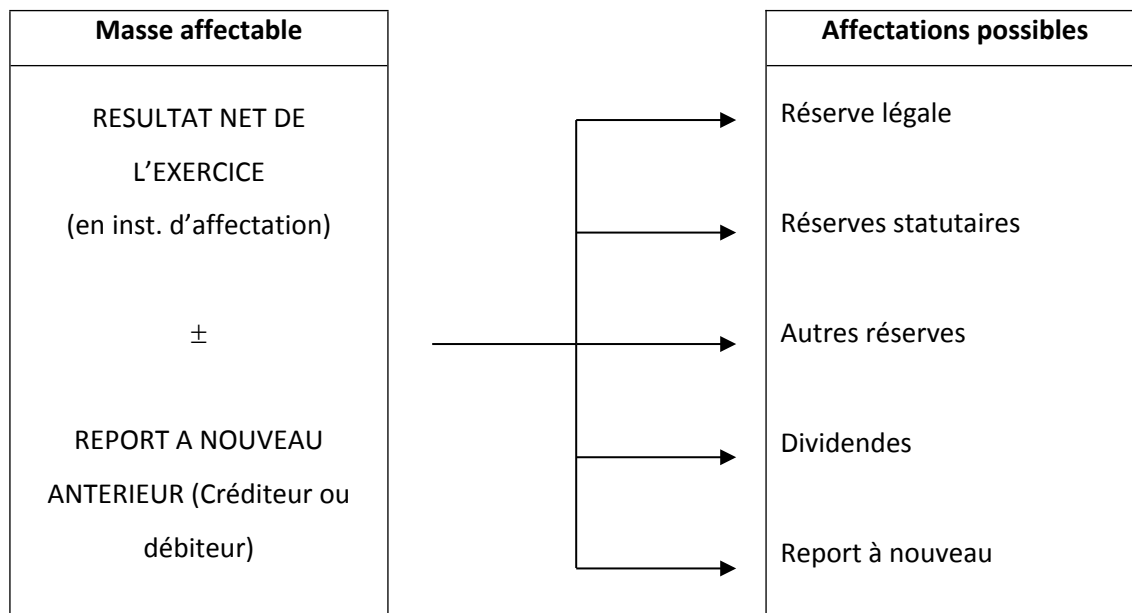 Masse affectable
RESULTAT NET DE
L’EXERCICE
(en inst. d’affectation)
±
REPORT A NOUVEAU
ANTERIEUR (Créditeur ou
débiteur)
Affectations possibles
Réserve légale
Réserves statutaires
Autres réserves
Dividendes
Report à nouveau